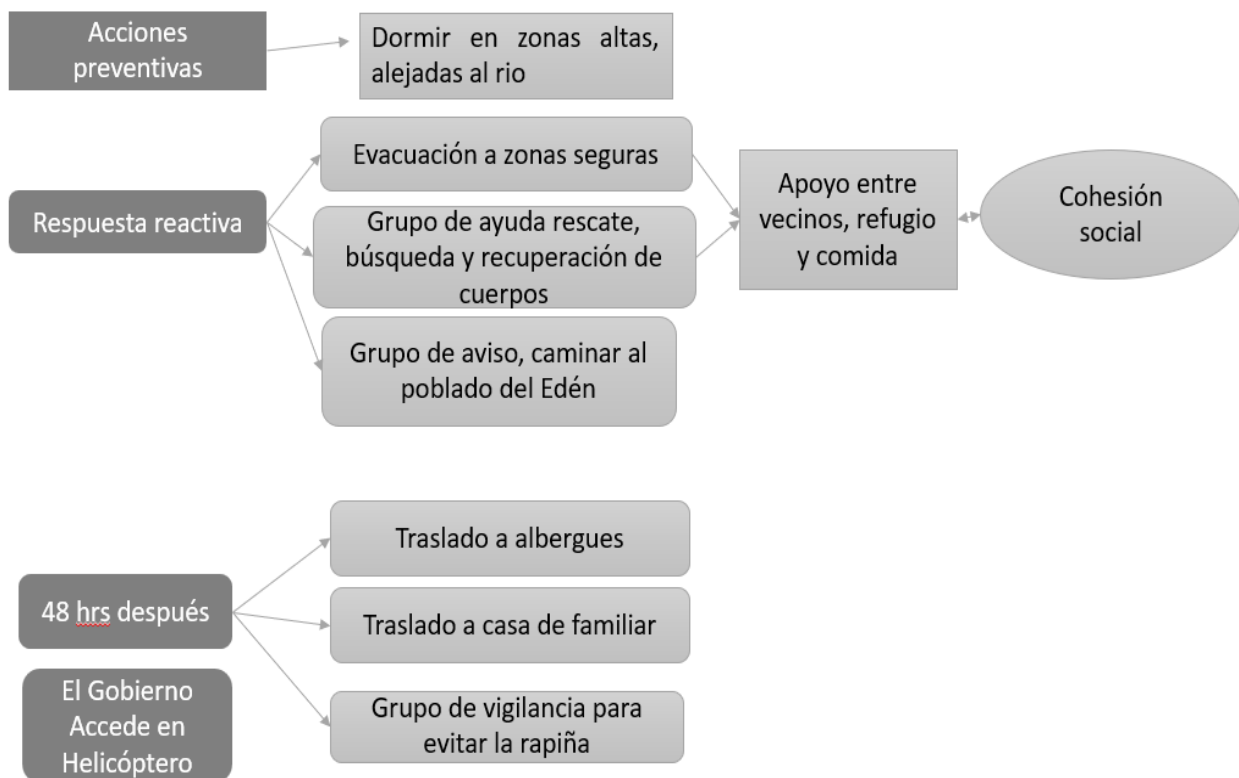 Acciones
preventivas
Dormir en zonas altas,
alejadas al rio
Respuesta reactiva
Evacuación a zonas seguras
Grupo de ayuda rescate,
búsqueda y recuperación de
cuerpos
Grupo de aviso, caminar al
poblado del Edén
Apoyo entre
vecinos, refugio
y comida
Cohesión
social
48 hrs después
El Gobierno
Accede en
Helicóptero
Traslado a albergues
Traslado a casa de familiar
Grupo de vigilancia para
evitar la rapiña